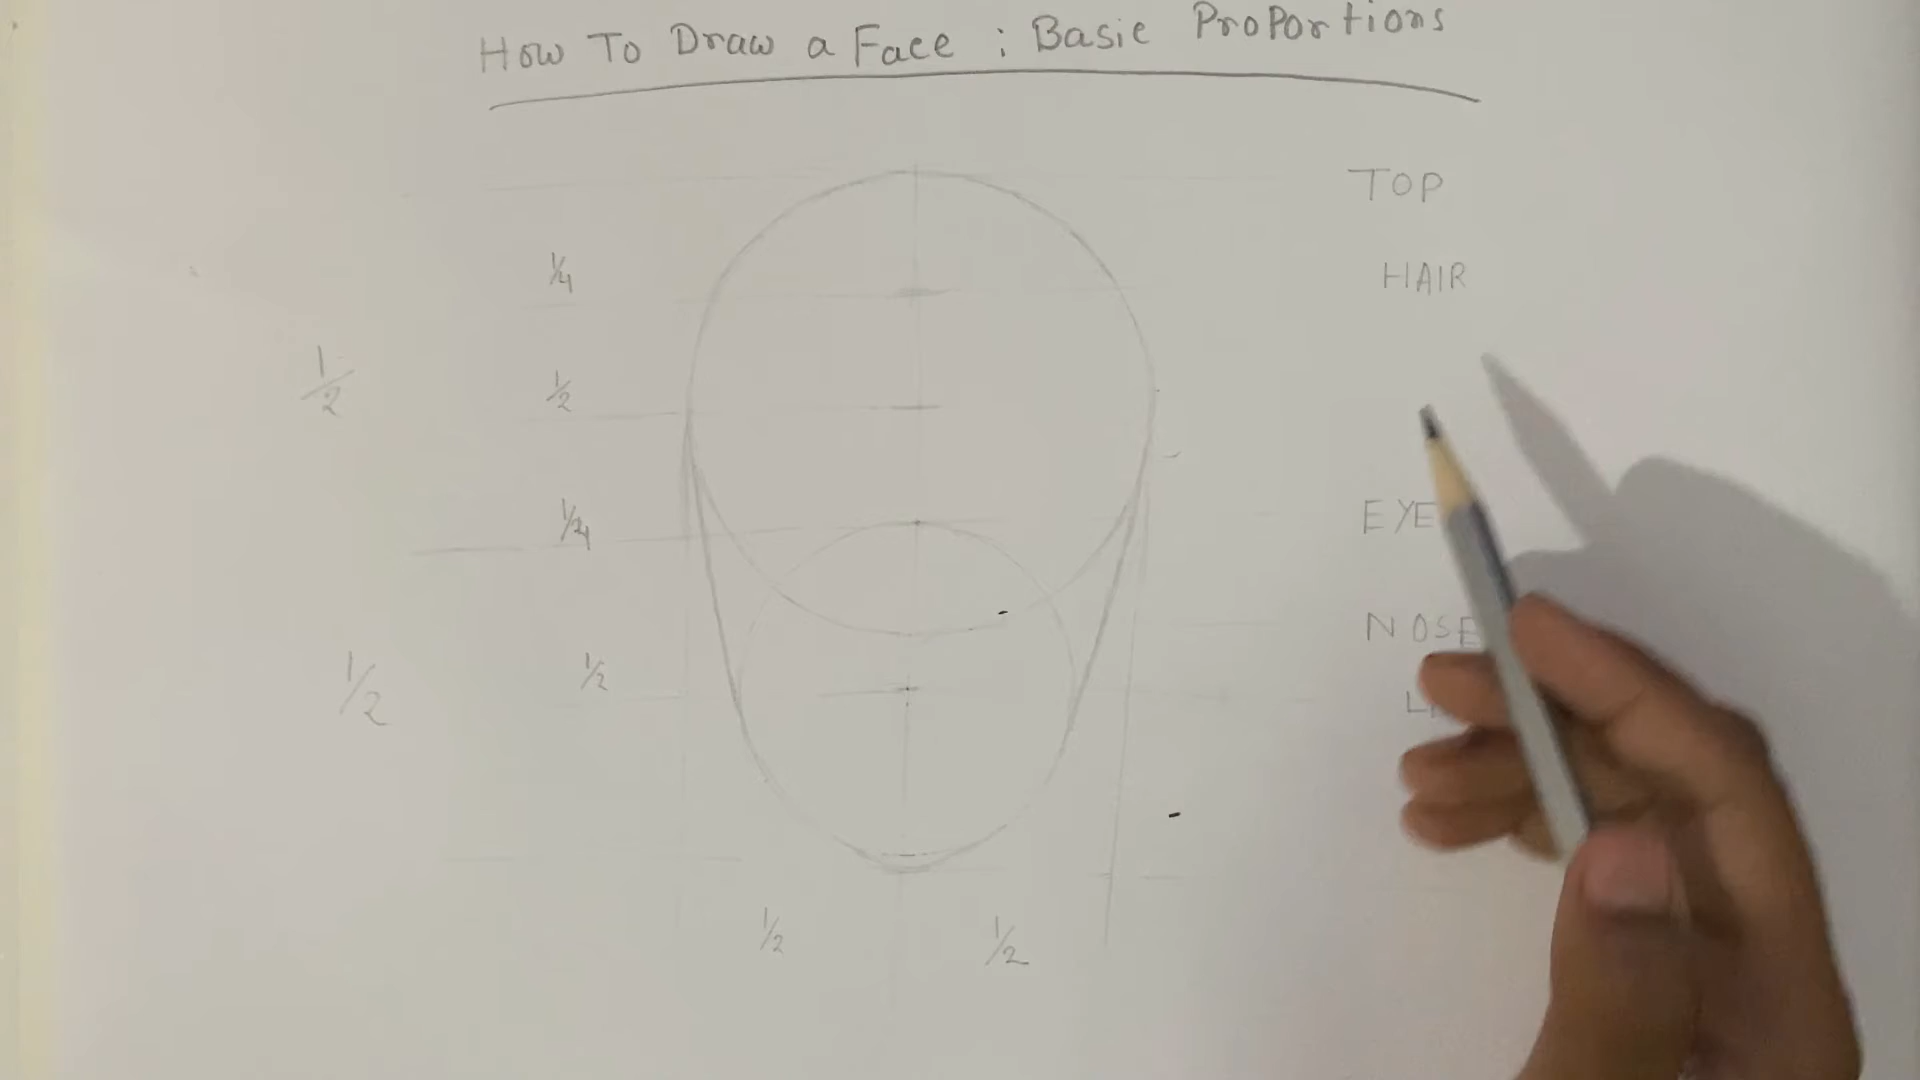 How To Draw a Face : Basic Proportions
TOP
1/4
HAIR
1/2
1/2
1/4
EYE
NOSE
1/2
1/2
1/2
1/2